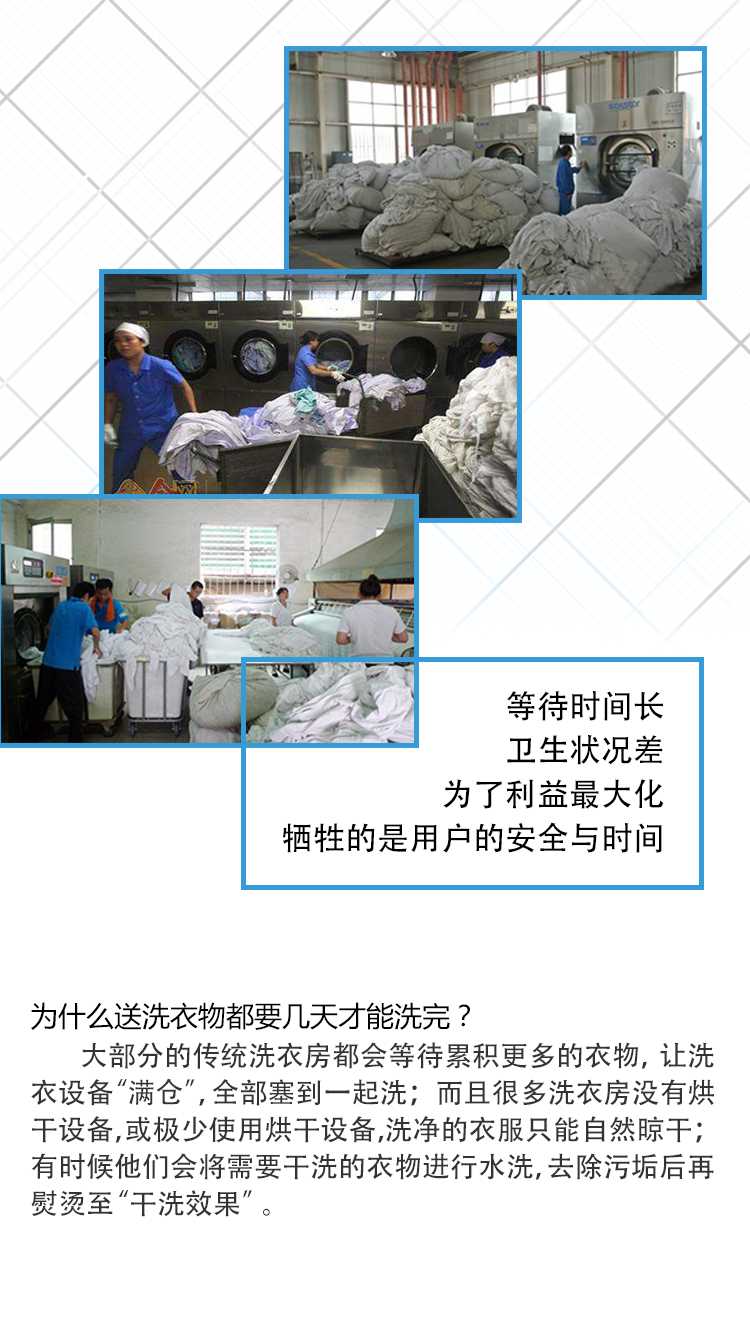 等待时间长
卫生状况差
为了利益最大化
牺牲的是用户的安全与时间
为什么送洗衣物都要几天才能洗完？
大部分的传统洗衣房都会等待累积更多的衣物，让洗
衣设备“满仓”，全部塞到一起洗；而且很多洗衣房没有烘
干设备,或极少使用烘干设备,洗净的衣服只能自然晾干；
有时候他们会将需要干洗的衣物进行水洗,去除污垢后再
熨烫至“干洗效果”。